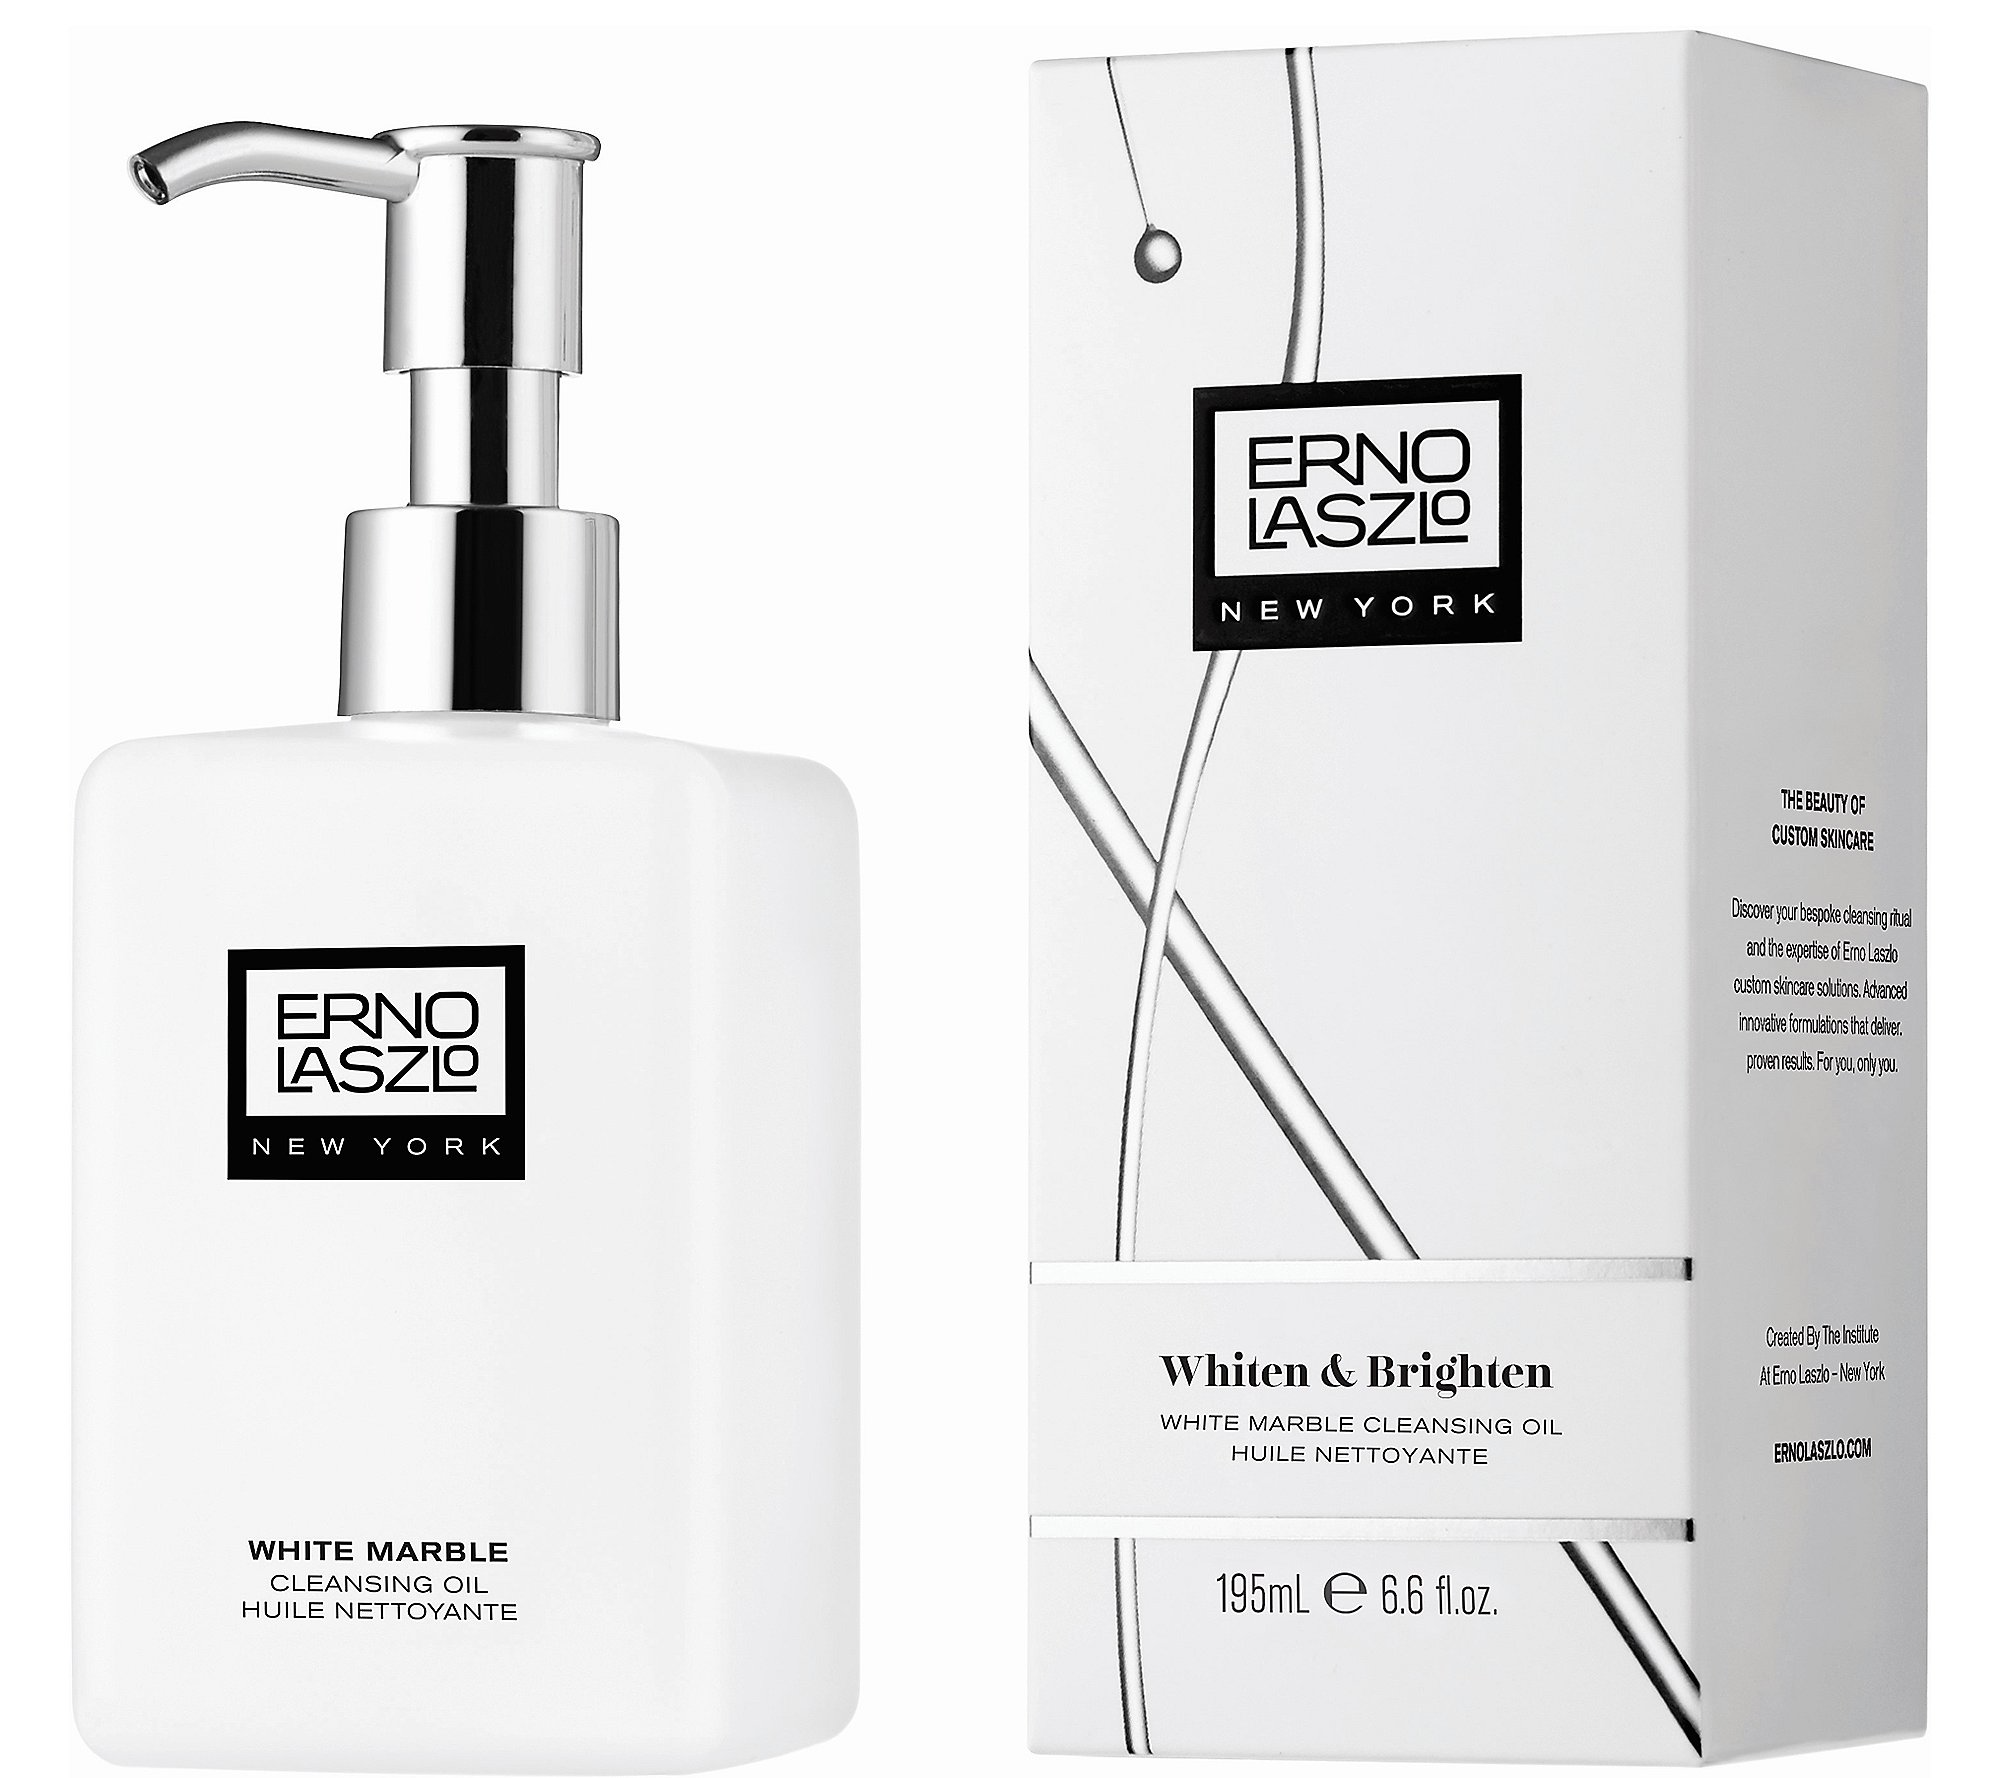 ERNO
LASZLO
NEW YORK
WHITE MARBLE
CLEANSING OIL
HUILE NETTOYANTE
ERNO
LASZLO
NEW YORK
Whiten & Brighten
WHITE MARBLE CLEANSING OIL
HUILE NETTOYANTE
195mL ℮ 6.6 fl.oz.
THE BEAUTY OF
CUSTOM SKINCARE
Discover your bespoke cleansing ritual
and the expertise of Erno Laszlo
custom skincare solutions. Advanced
innovative formulations that deliver.
proven results. For you, only you.
Created By The Institute
At Erno Laszlo – New York
ERNOLASZLO.COM